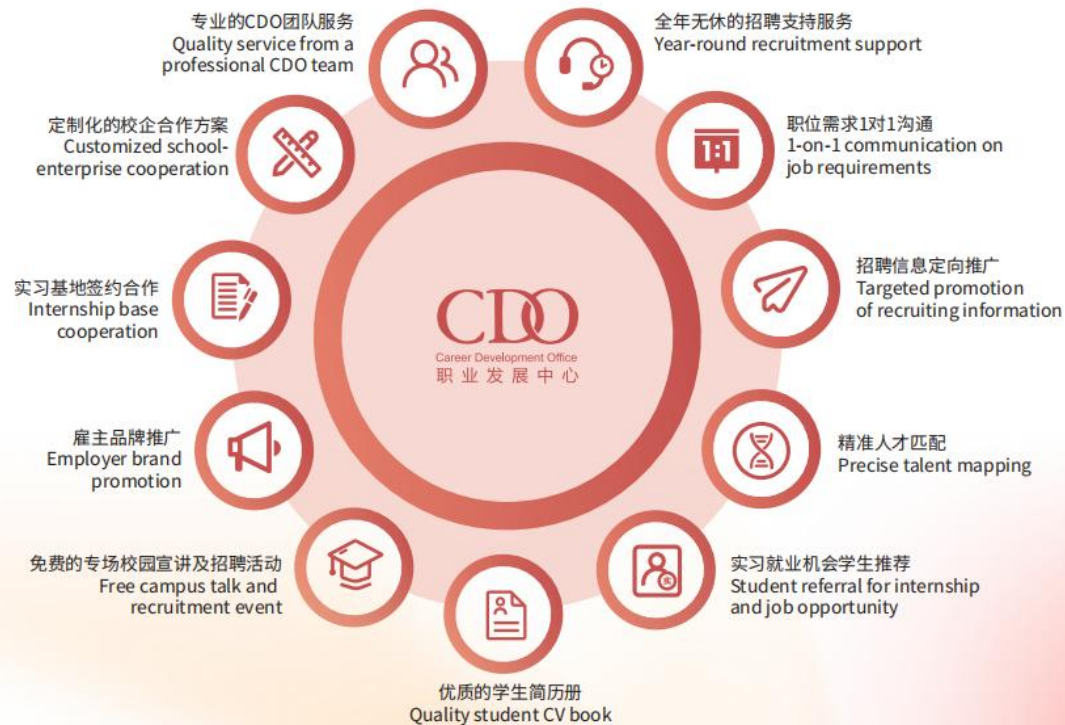 专业的CDO团队服务
Quality service from a
professional CDO team
全年无休的招聘支持服务
Year-round recruitment support
定制化的校企合作方案
Customized school-
enterprise cooperation
职位需求1对1沟通
1-on-1 communication on
job requirements
1:1
实习基地签约合作
Internship base
cooperation
招聘信息定向推广
Targeted promotion
of recruiting information
CDO
Career Development Office
职业发展中心
雇主品牌推广
Employer brand
promotion
精准人才匹配
Precise talent mapping
免费的专场校园宣讲及招聘活动
Free campus talk and
recruitment event
实习就业机会学生推荐
Student referral for internship
and job opportunity
实
优质的学生简历册
Quality student CV book